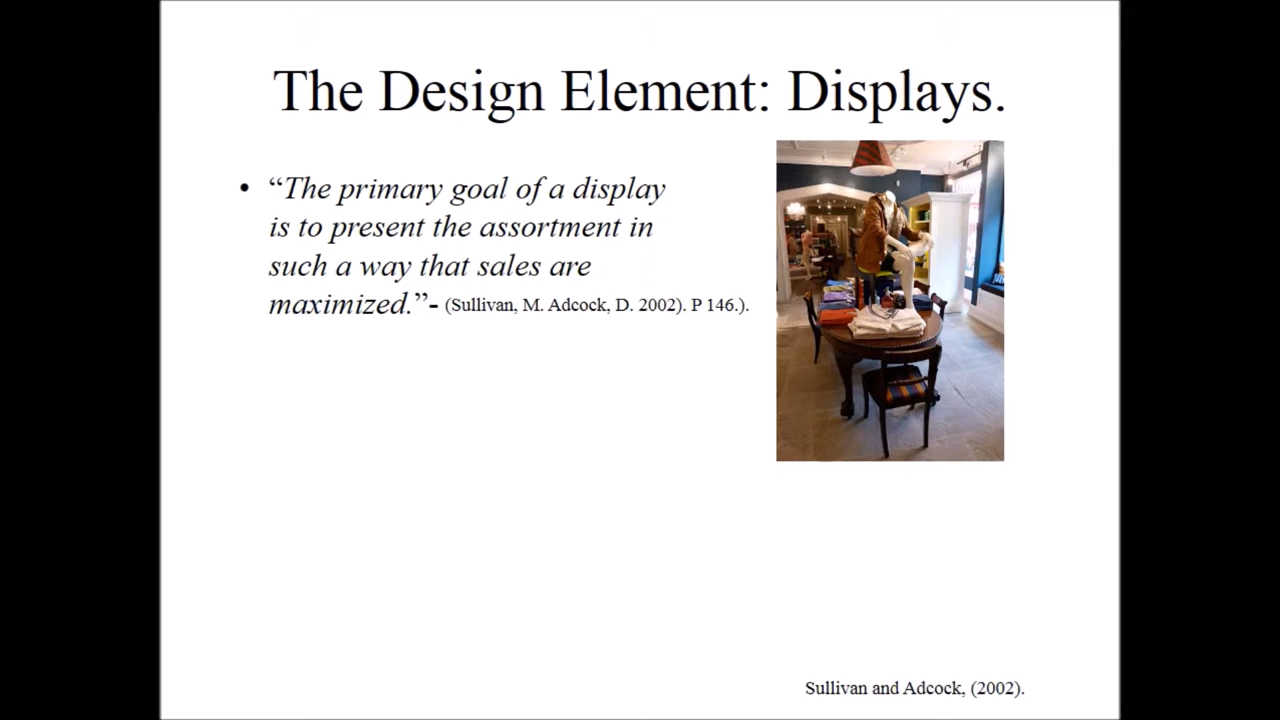 The Design Element: Displays.
• “The primary goal of a display
is to present the assortment in
such a way that sales are
maximized.”- (Sullivan, M. Adcock, D. 2002). P 146.).
Sullivan and Adcock, (2002).